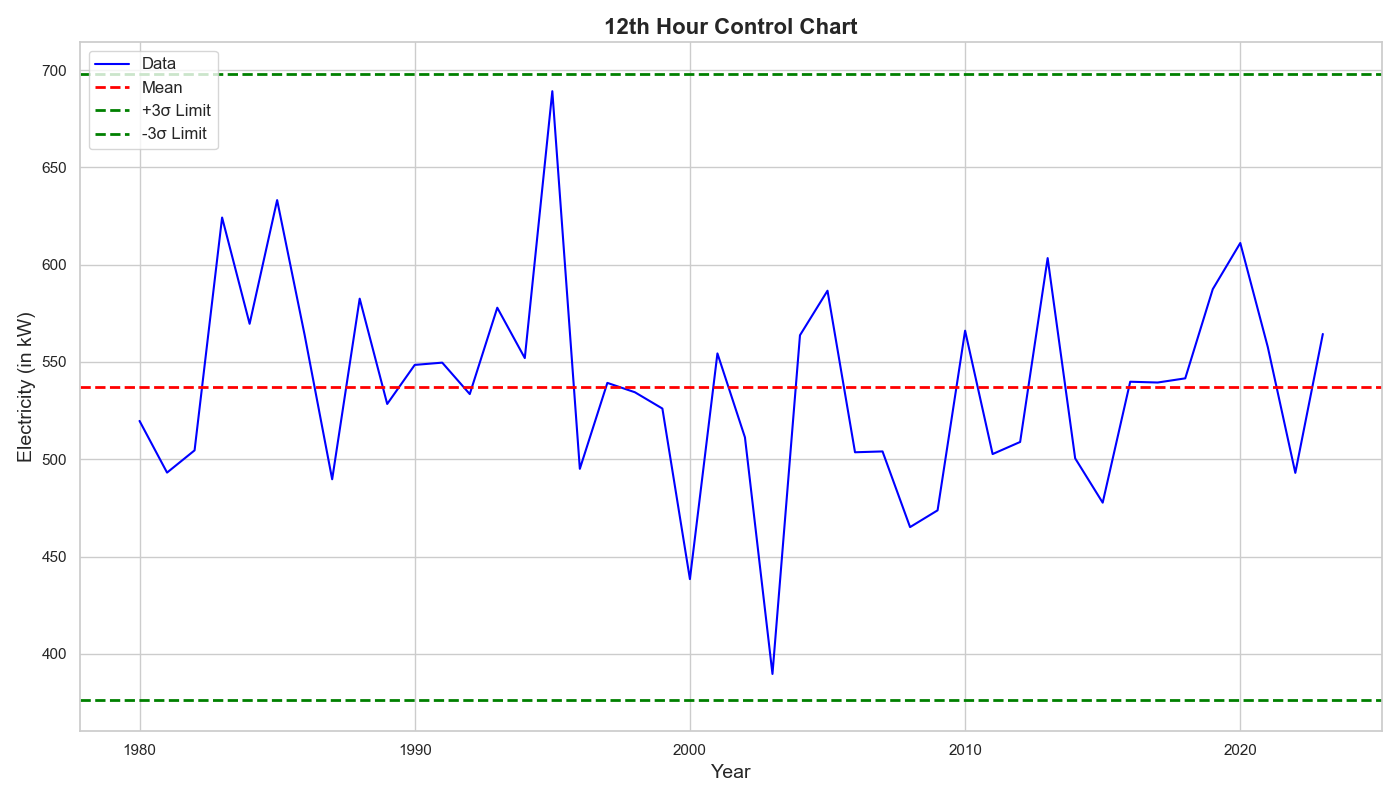 12th Hour Control Chart
Data
Mean
+3σ Limit
-3σ Limit
Electricity (in kW)
700
650
600
550
500
450
400
1980 1990 2000 2010 2020
Year